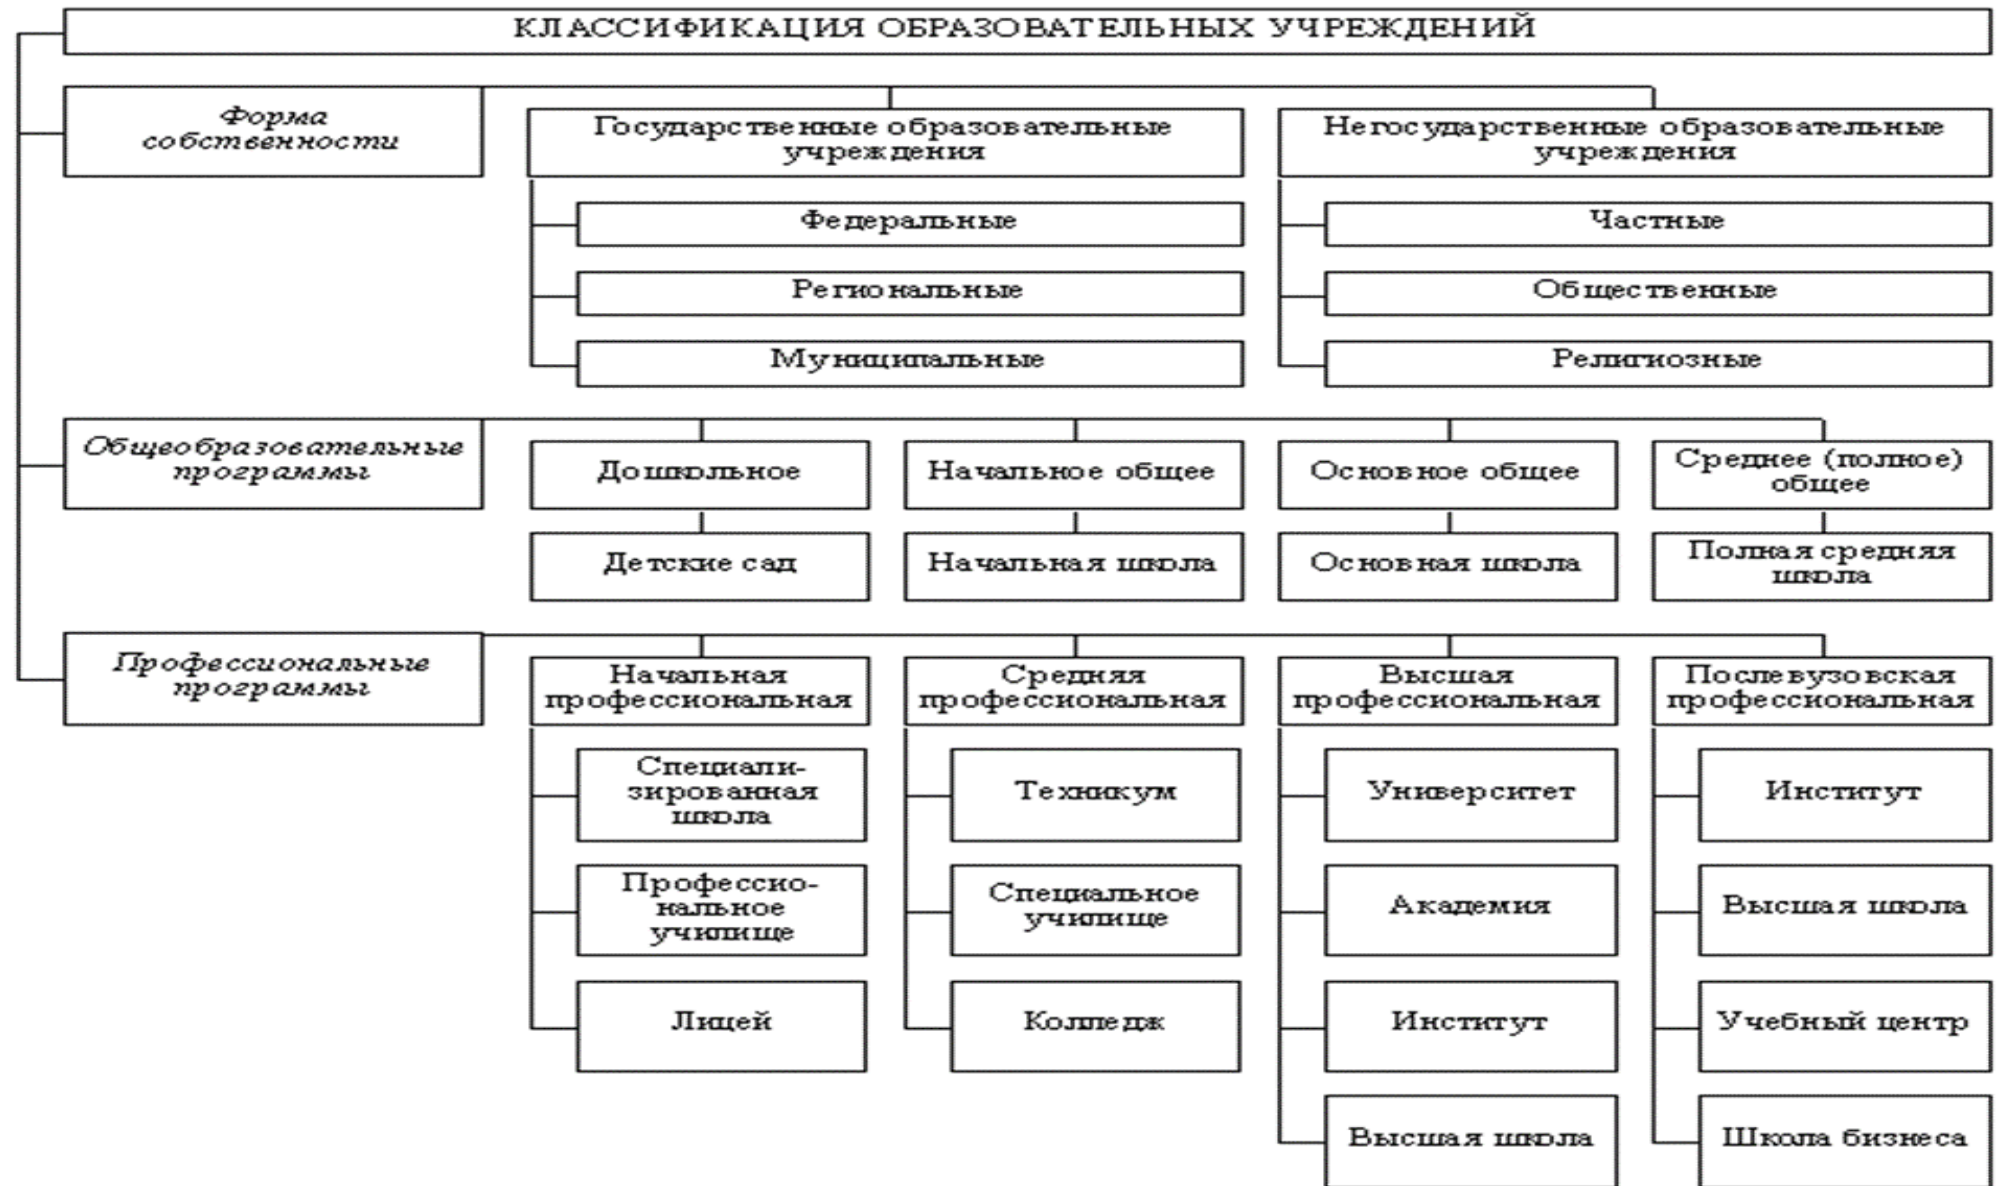 КЛАССИФИКАЦИЯ ОБРАЗОВАТЕЛЬНЫХ УЧРЕЖДЕНИЙ
Форма
собственности
Государственные образовательные
учреждения
Негосударственные образовательные
учреждения
Федеральные
Частные
Региональные
Общественные
Муниципальные
Религиозные
Общеобразовательные
программы
Дошкольное
Начальное общее
Основное общее
Среднее (полное)
общее
Детские сад
Начальная школа
Основная школа
Полная средняя
школа
Профессиональные
программы
Начальная
профессиональная
Средняя
профессиональная
Высшая
профессиональная
Послевузовская
профессиональная
Специали-
зированная
школа
Техникум
Университет
Институт
Профессио-
нальное
училище
Специальное
училище
Академия
Высшая школа
Лицей
Колледж
Институт
Учебный центр
Высшая школа
Школа бизнеса